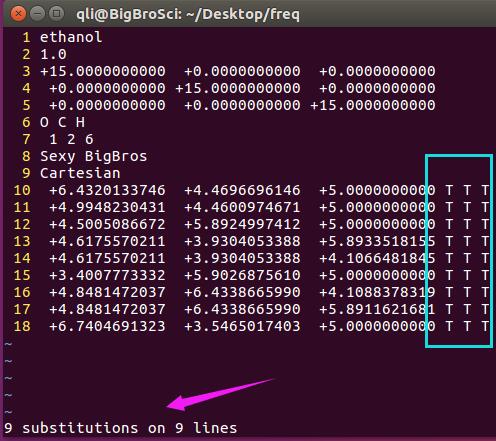 qli@BigBroSci: ~/Desktop/freq
1 ethanol
2 1.0
3 +15.0000000000 +0.0000000000 +0.0000000000
4 +0.0000000000 +15.0000000000 +0.0000000000
5 +0.0000000000 +0.0000000000 +15.0000000000
6 O C H
7 1 2 6
8 Sexy BigBros
9 Cartesian
10 +6.4320133746 +4.4696696146 +5.0000000000 T T T
11 +4.9948230431 +4.4600974671 +5.0000000000 T T T
12 +4.5005086672 +5.8924997412 +5.0000000000 T T T
13 +4.6175570211 +3.9304053388 +5.8933518155 T T T
14 +4.6175570211 +3.9304053388 +4.1066481845 T T T
15 +3.4007773332 +5.9026875610 +5.0000000000 T T T
16 +4.8481472037 +6.4338665990 +4.1088378319 T T T
17 +4.8481472037 +6.4338665990 +5.8911621681 T T T
18 +6.7404691323 +3.5465017403 +5.0000000000 T T T
~
~
~
~
~
9 substitutions on 9 lines